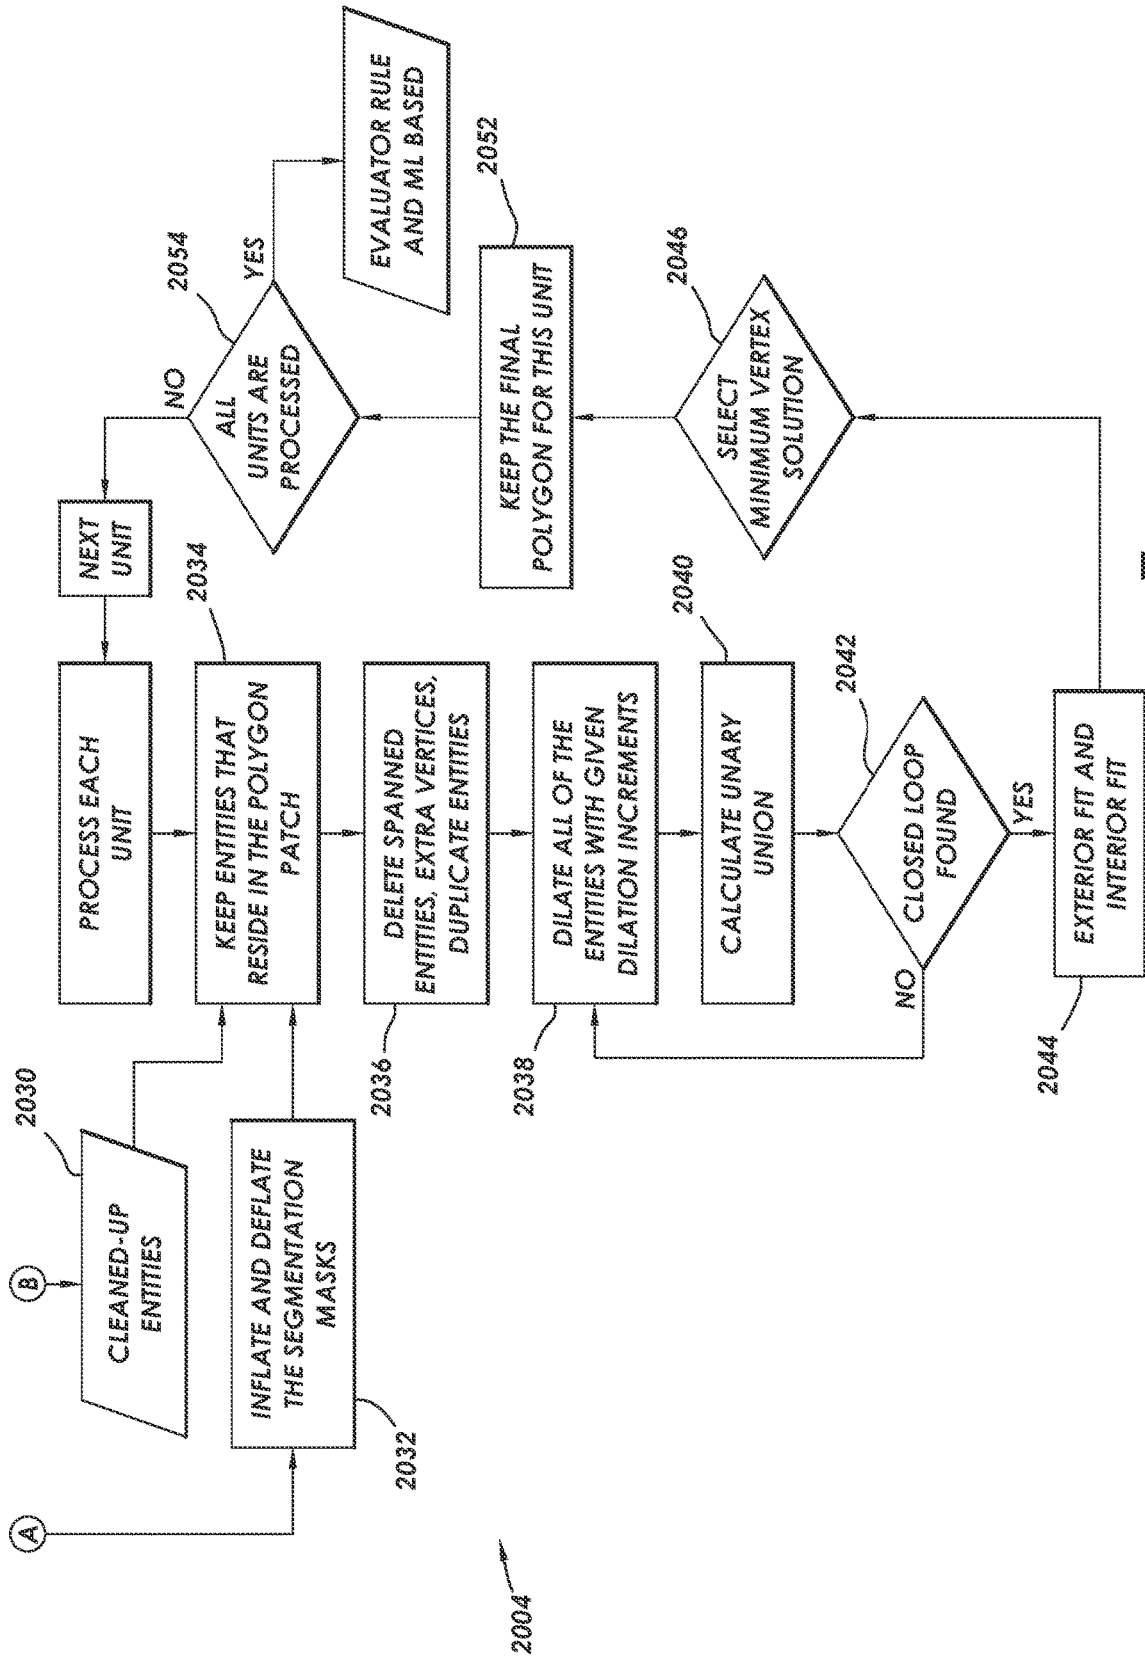 A
B
2004
CLEANED-UP
ENTITIES
2030
INFLATE AND DEFLATE
THE SEGMENTATION
MASKS
2032
PROCESS EACH
UNIT
NEXT
UNIT
KEEP ENTITIES THAT
RESIDE IN THE POLYGON
PATCH
2034
DELETE SPANNED
ENTITIES, EXTRA VERTICES,
DUPLICATE ENTITIES
2036
DILATE ALL OF THE
ENTITIES WITH GIVEN
DILATION INCREMENTS
2038
CALCULATE UNARY
UNION
2040
CLOSED LOOP
FOUND
2042
NO
YES
EXTERIOR FIT AND
INTERIOR FIT
2044
SELECT
MINIMUM VERTEX
SOLUTION
2046
KEEP THE FINAL
POLYGON FOR THIS UNIT
2052
ALL
UNITS ARE
PROCESSED
2054
NO
YES
EVALUATOR RULE
AND ML BASED